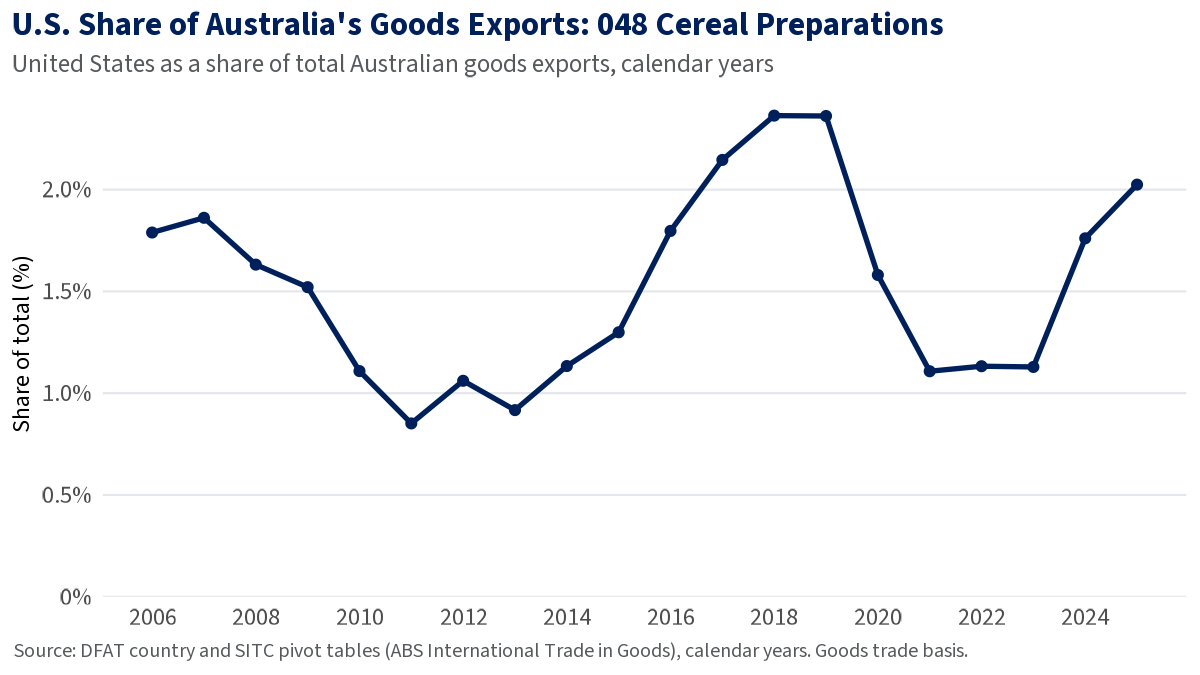 U.S. Share of Australia's Goods Exports: 048 Cereal Preparations
United States as a share of total Australian goods exports, calendar years
Share of total (%)
2.0%
1.5%
1.0%
0.5%
0%
2006 2008 2010 2012 2014 2016 2018 2020 2022 2024
Source: DFAT country and SITC pivot tables (ABS International Trade in Goods), calendar years. Goods trade basis.